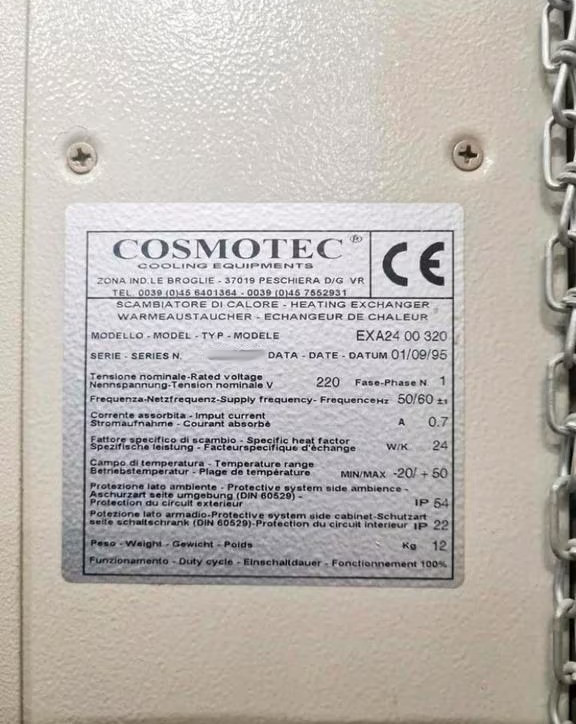 COSMOTEC ®
COOLING EQUIPMENTS
ZONA IND.LE BROGLIE - 37019 PESCHIERA D/G VR
TEL. 0039 (0)45 6401364 - 0039 (0)45 7552931
CE
SCAMBIATORE DI CALORE - HEATING EXCHANGER
WARMEAUSTAUCHER - ECHANGEUR DE CHALEUR
MODELLO - MODEL - TYP - MODELE EXA24 00 320
SERIE - SERIES N. DATA - DATE - DATUM 01/09/95
Tensione nominale-Rated voltage
Nennspannung-Tension nominale V 220 Fase-Phase N. 1
Frequenza-Netzfrequenz-Supply frequency- Frequence Hz 50/60 ±1
Corrente assorbita - Imput current
Stromaufnahme - Courant absorbè A 0.7
Fattore specifico di scambio - Specific heat factor
Spezifische leistung - Facteurspecifique d'échange W/K 24
Campo di temperatura - Temperature range
Betriebstemperatur - Plage de température MIN/MAX -20/ + 50
Protezione lato ambiente - Protective system side ambience -
Aschurzart seite umgebung (DIN 60529) -
Protection du circuit exterieur IP 54
Potezione lato armadio-Protective system side cabinet-Schutzart
seite schaltschrank (DIN 60529)-Protection du circuit interieur IP 22
Peso - Weight - Gewicht - Poids Kg 12
Funzionamento - Duty cycle - Einschaltdauer - Fonctionnement 100%